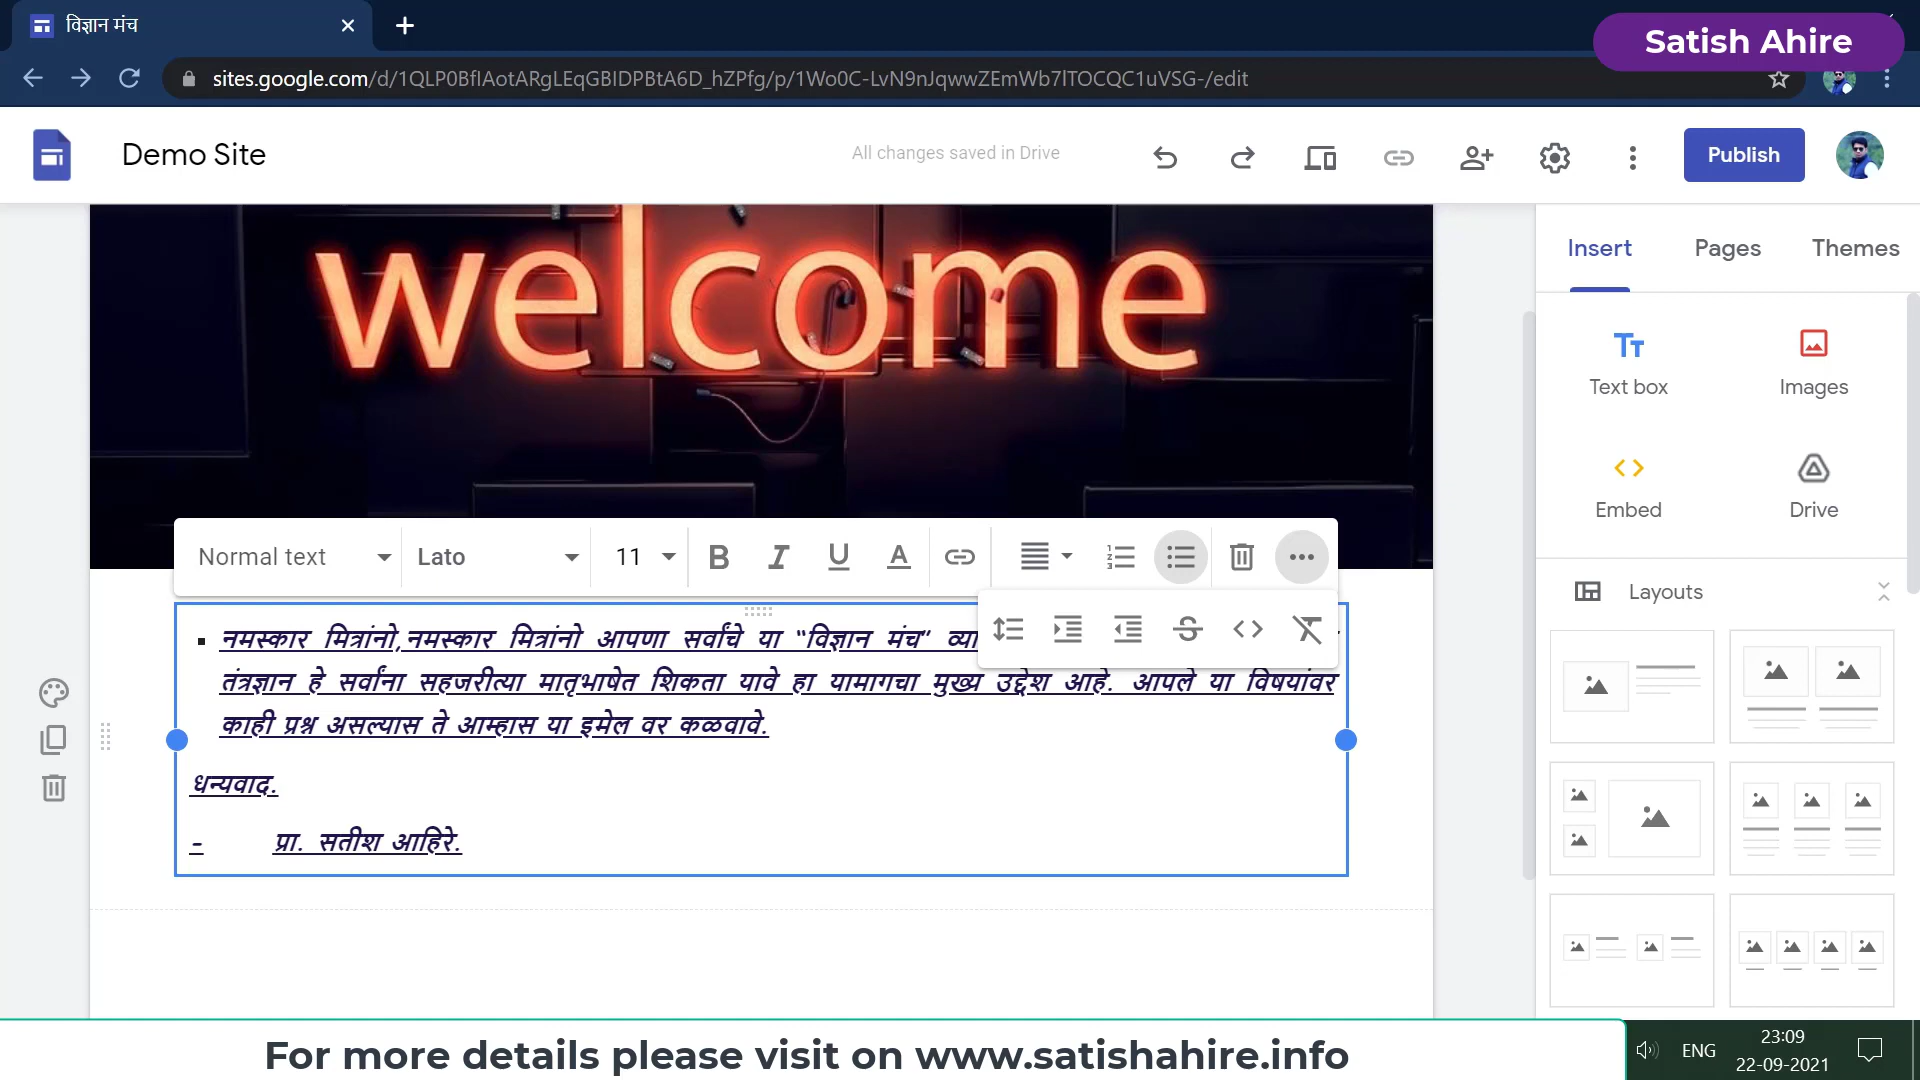 विज्ञान मंच
Satish Ahire
sites.google.com/d/1QLP0BfIAotARgLEqGBIDPBtA6D_hZPfg/p/1Wo0C-LvN9nJqwwZEmWb7lTOCQC1uVSG-/edit
Demo Site
All changes saved in Drive
Publish
welcome
Insert Pages Themes
Text box Images
Embed Drive
Layouts
Normal text Lato 11 B I U A
नमस्कार मित्रांनो,नमस्कार मित्रांनो आपणा सर्वांचे या “विज्ञान मंच”
तंत्रज्ञान हे सर्वांना सहजरीत्या मातृभाषेत शिकता यावे हा यामागचा मुख्य उद्देश आहे. आपले या विषयांवर
काही प्रश्न असल्यास ते आम्हास या इमेल वर कळवावे.
धन्यवाद.
- प्रा. सतीश आहिरे.
For more details please visit on www.satishahire.info
ENG
23:09
22-09-2021